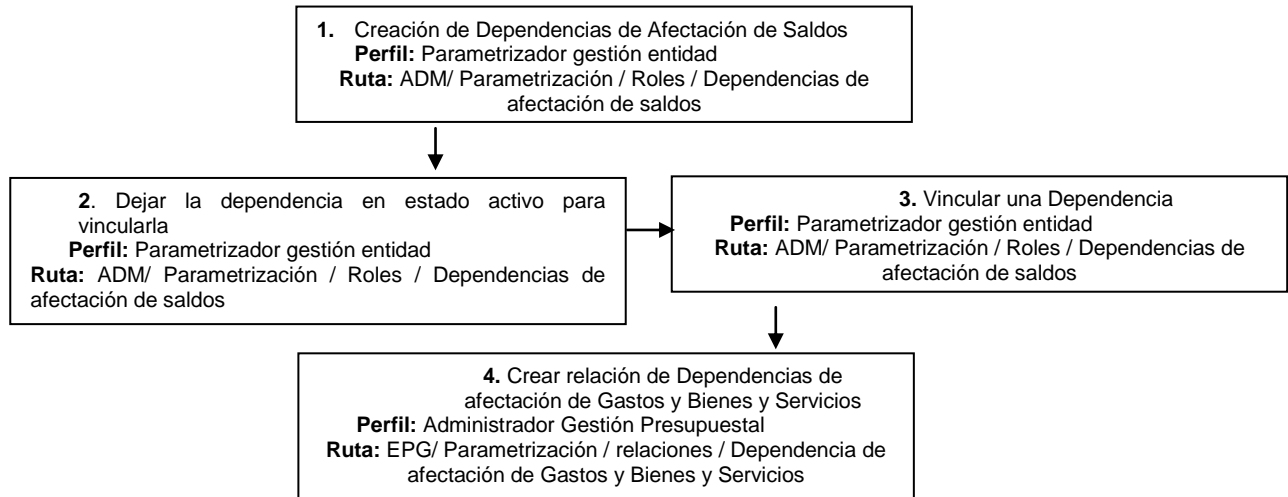 1. Creación de Dependencias de Afectación de Saldos
Perfil: Parametrizador gestión entidad
Ruta: ADM/ Parametrización / Roles / Dependencias de
afectación de saldos
2. Dejar la dependencia en estado activo para
vincularla
Perfil: Parametrizador gestión entidad
Ruta: ADM/ Parametrización / Roles / Dependencias de
afectación de saldos
3. Vincular una Dependencia
Perfil: Parametrizador gestión entidad
Ruta: ADM/ Parametrización / Roles / Dependencias de
afectación de saldos
4. Crear relación de Dependencias de
afectación de Gastos y Bienes y Servicios
Perfil: Administrador Gestión Presupuestal
Ruta: EPG/ Parametrización / relaciones / Dependencia de
afectación de Gastos y Bienes y Servicios